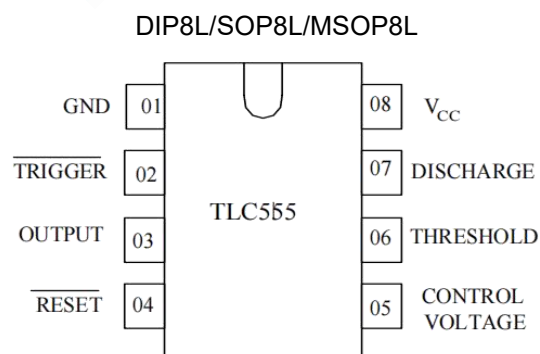 DIP8L/SOP8L/MSOP8L
GND 01
TRIGGER 02
OUTPUT 03
RESET 04
TLC555
08 VCC
07 DISCHARGE
06 THRESHOLD
05 CONTROL
VOLTAGE